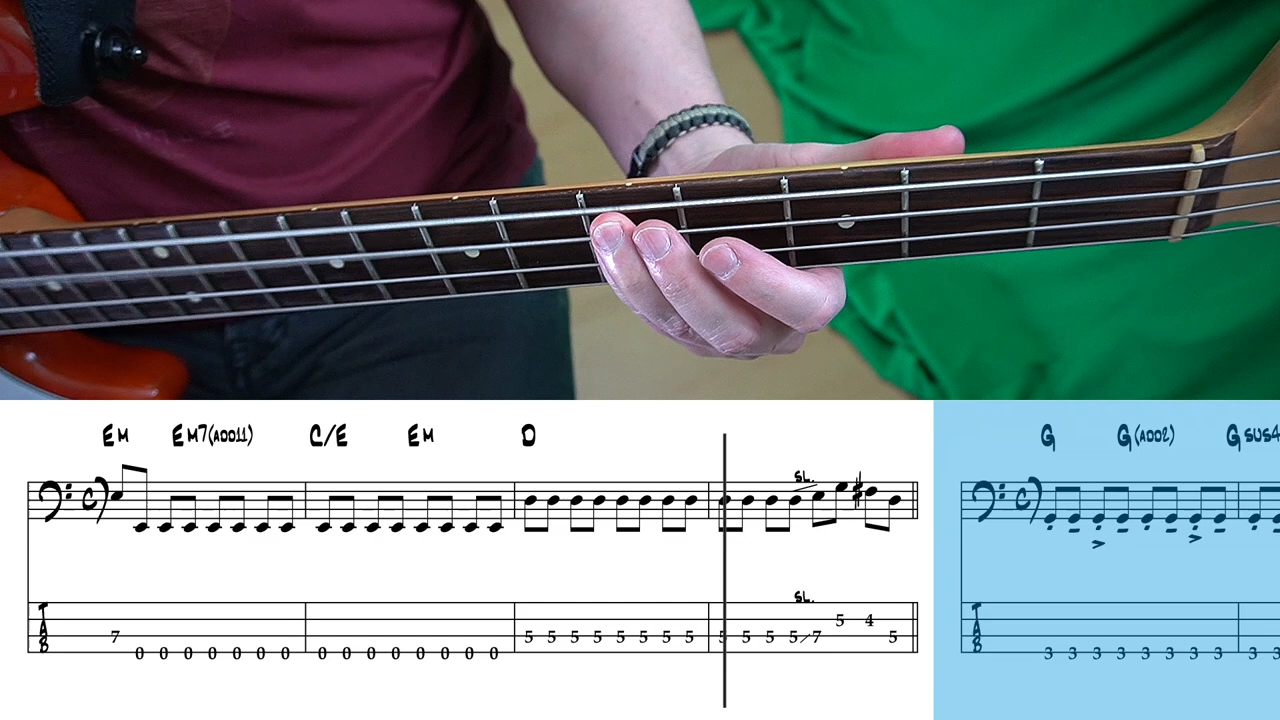 EM EM7(ADD11) C/E EM D G G(ADD2) GSUS4
SL.
SL.
T 5 4
A 7 5 5 5 5 5 5 5 5 5 5 5 5/7 5
B 0 0 0 0 0 0 0 0 0 0 0 0 0 0 0 3 3 3 3 3 3 3 3 3 3